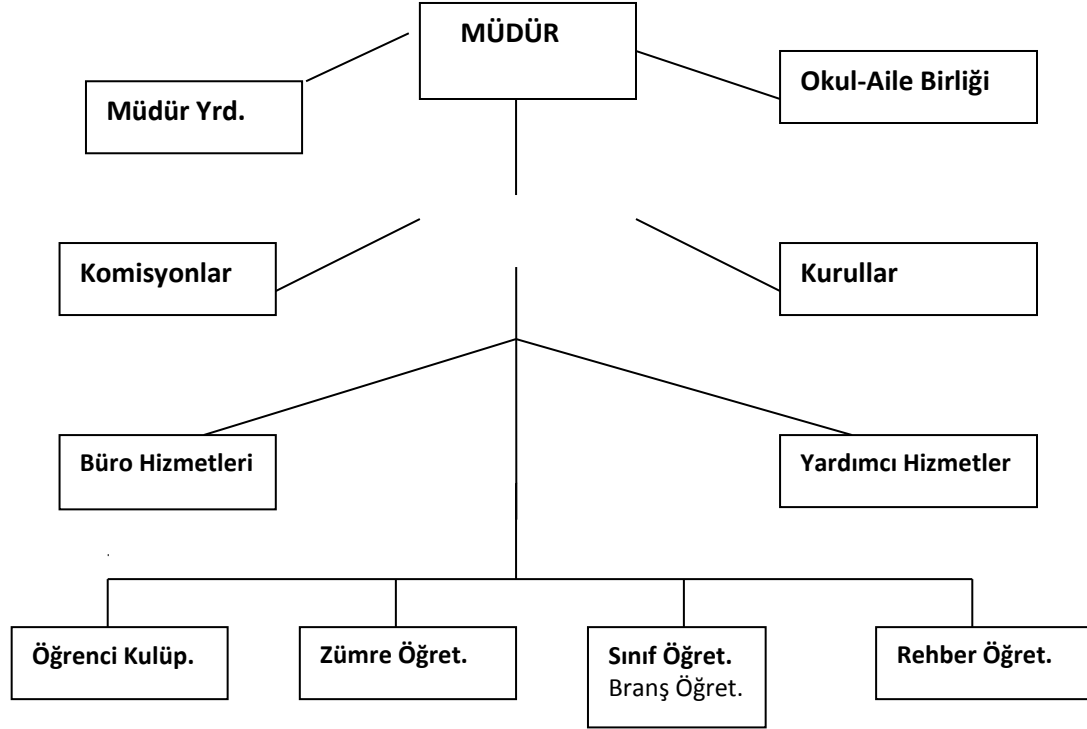 MÜDÜR
Müdür Yrd.
Okul-Aile Birliği
Komisyonlar
Kurullar
Büro Hizmetleri
Yardımcı Hizmetler
Öğrenci Kulüp.
Zümre Öğret.
Sınıf Öğret.
Branş Öğret.
Rehber Öğret.